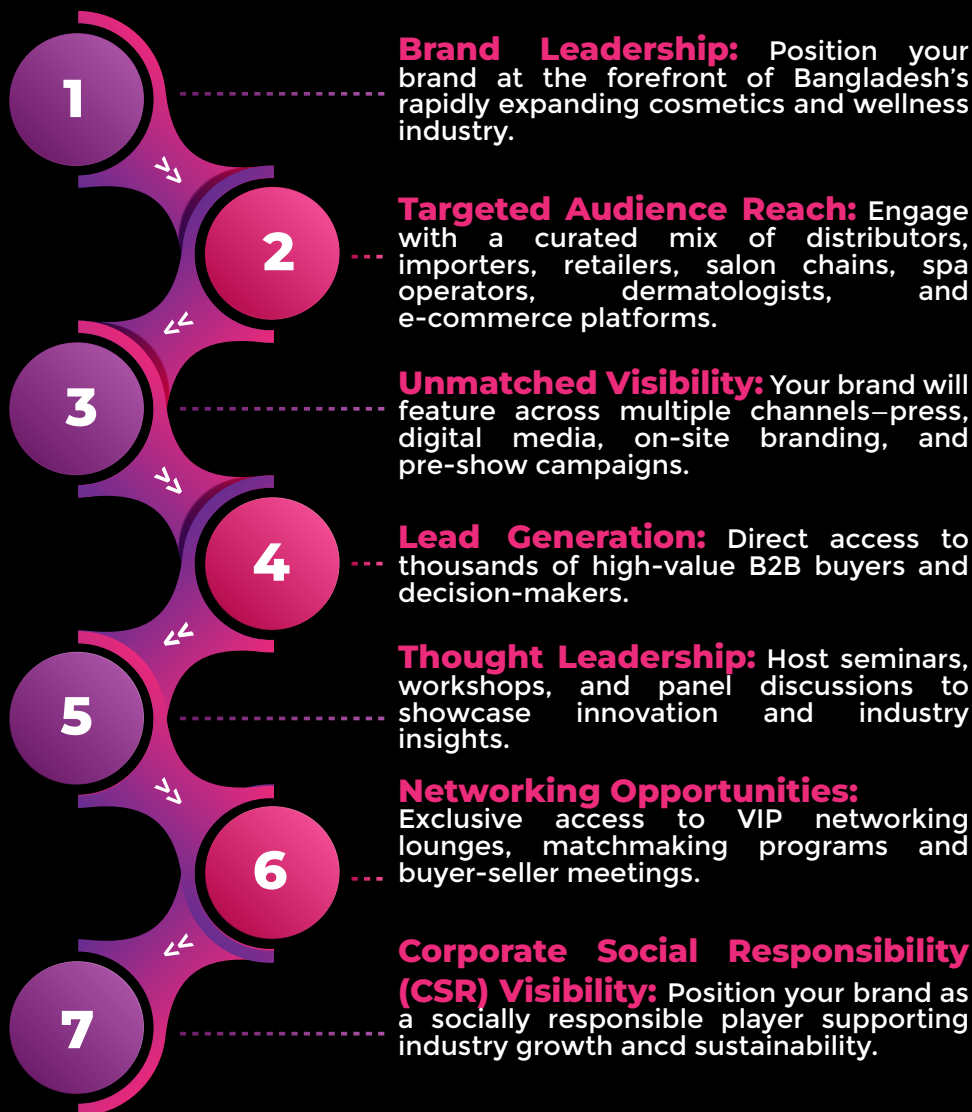 1
Brand Leadership: Position your
brand at the forefront of Bangladesh’s
rapidly expanding cosmetics and wellness
industry.
2
Targeted Audience Reach: Engage
with a curated mix of distributors,
importers, retailers, salon chains, spa
operators, dermatologists, and
e-commerce platforms.
3
Unmatched Visibility: Your brand will
feature across multiple channels—press,
digital media, on-site branding, and
pre-show campaigns.
4
Lead Generation: Direct access to
thousands of high-value B2B buyers and
decision-makers.
5
Thought Leadership: Host seminars,
workshops, and panel discussions to
showcase innovation and industry
insights.
6
Networking Opportunities:
Exclusive access to VIP networking
lounges, matchmaking programs and
buyer-seller meetings.
7
Corporate Social Responsibility
(CSR) Visibility: Position your brand as
a socially responsible player supporting
industry growth ancd sustainability.